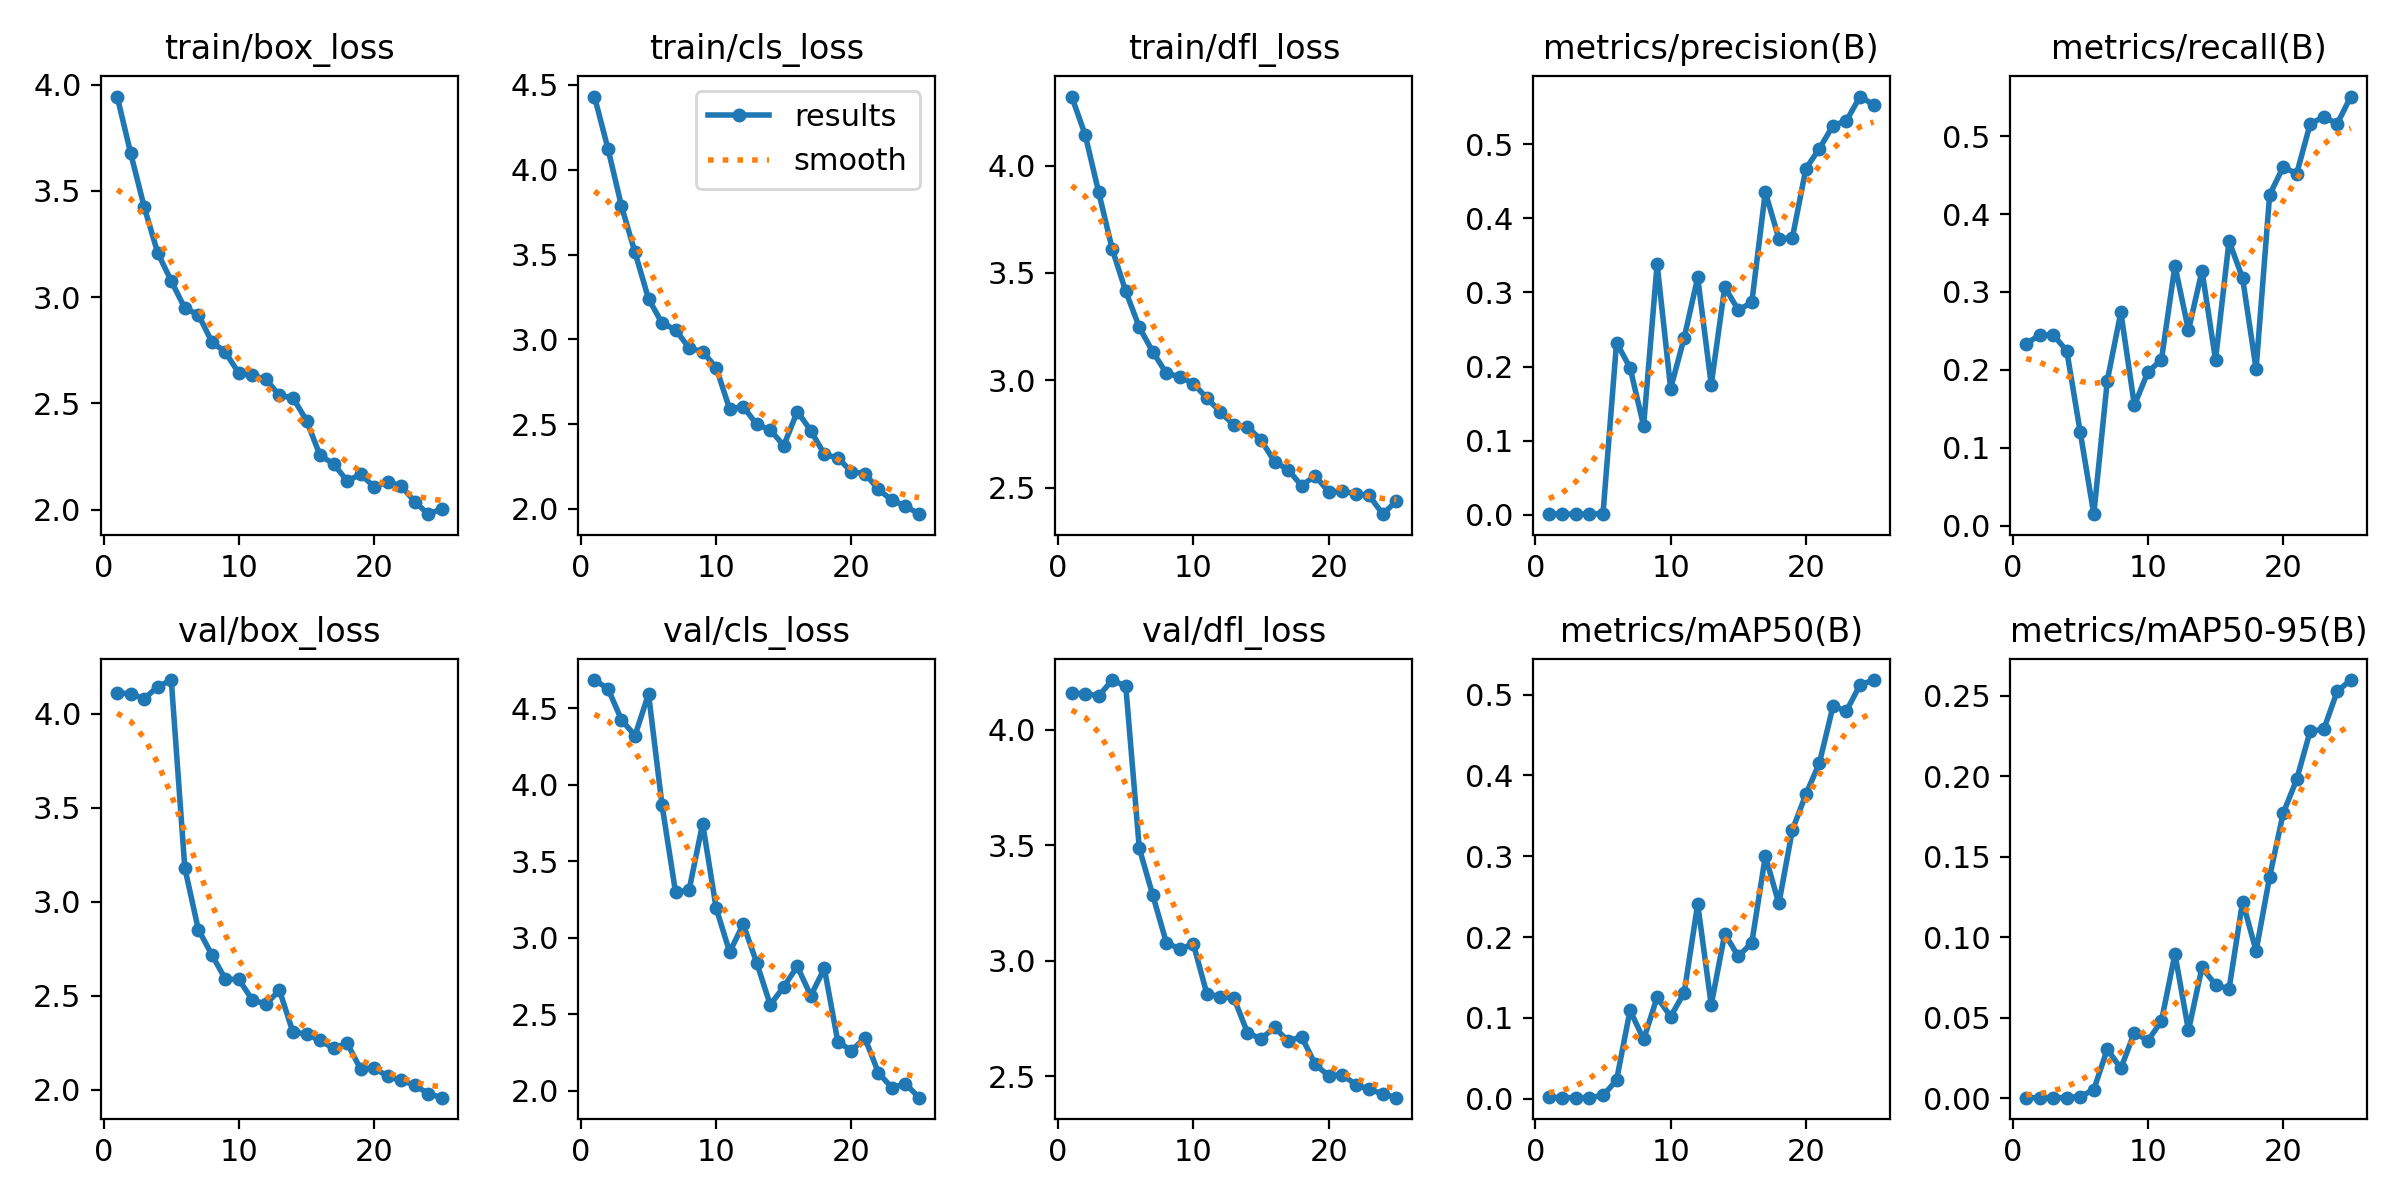 train/box_loss
4.0
3.5
3.0
2.5
2.0
0 10 20
train/cls_loss
results
smooth
4.5
4.0
3.5
3.0
2.5
2.0
0 10 20
train/dfl_loss
4.0
3.5
3.0
2.5
0 10 20
metrics/precision(B)
0.5
0.4
0.3
0.2
0.1
0.0
0 10 20
metrics/recall(B)
0.5
0.4
0.3
0.2
0.1
0.0
0 10 20
val/box_loss
4.0
3.5
3.0
2.5
2.0
0 10 20
val/cls_loss
4.5
4.0
3.5
3.0
2.5
2.0
0 10 20
val/dfl_loss
4.0
3.5
3.0
2.5
0 10 20
metrics/mAP50(B)
0.5
0.4
0.3
0.2
0.1
0.0
0 10 20
metrics/mAP50-95(B)
0.25
0.20
0.15
0.10
0.05
0.00
0 10 20